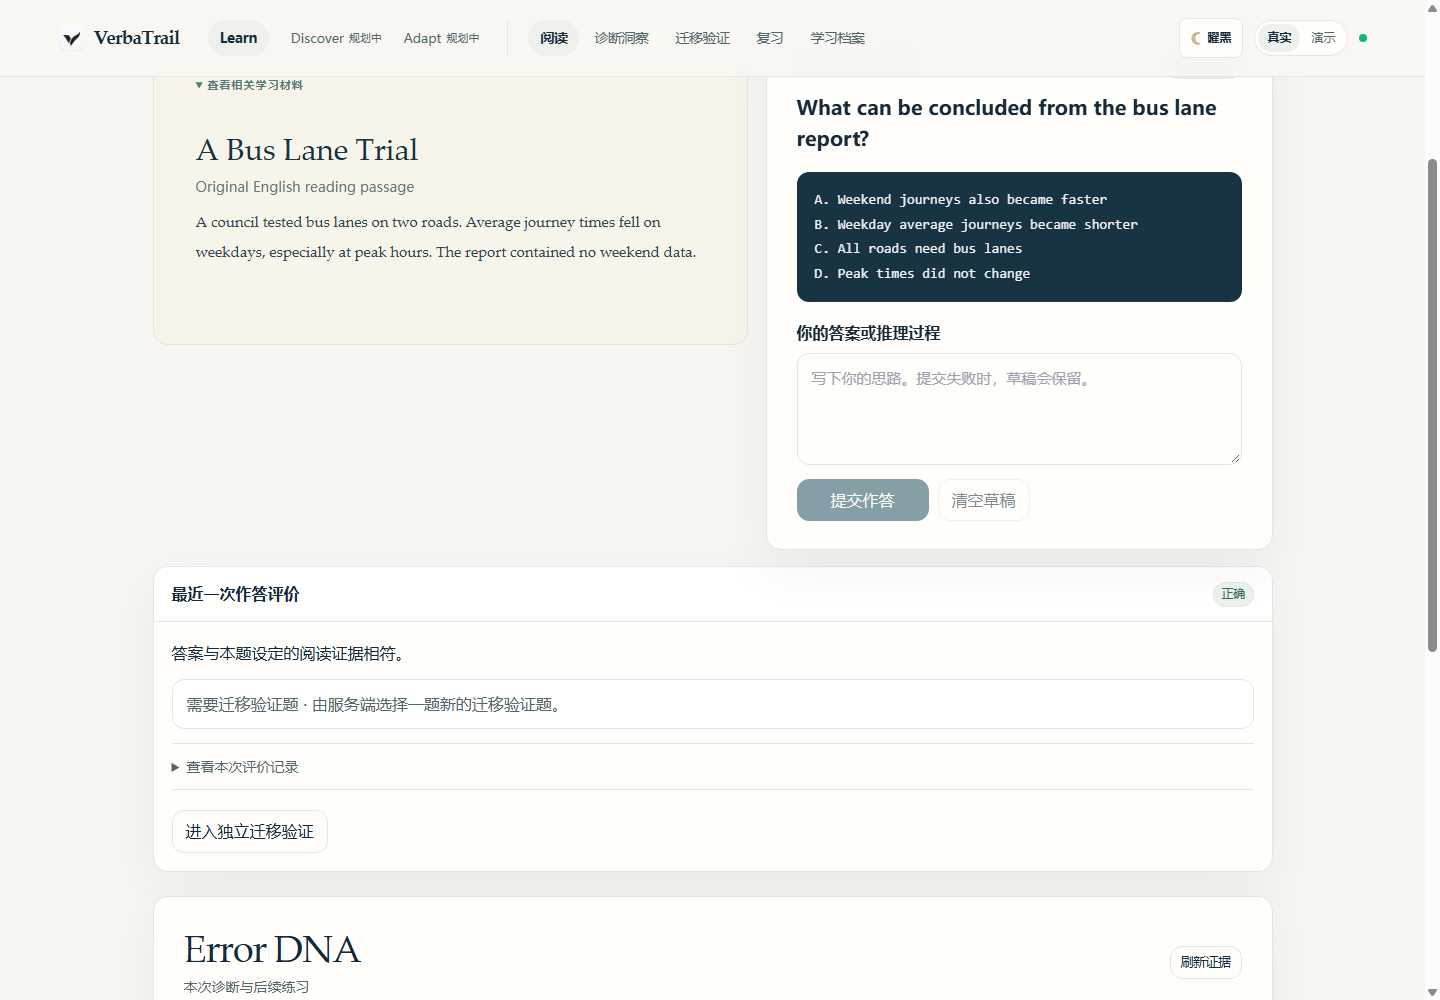 VerbaTrail
Learn
Discover 规划中
Adapt 规划中
阅读
诊断洞察
迁移验证
复习
学习档案
曜黑
真实
演示
▾ 查看相关学习材料
A Bus Lane Trial
Original English reading passage
A council tested bus lanes on two roads. Average journey times fell on
weekdays, especially at peak hours. The report contained no weekend data.
What can be concluded from the bus lane
report?
A. Weekend journeys also became faster
B. Weekday average journeys became shorter
C. All roads need bus lanes
D. Peak times did not change
你的答案或推理过程
写下你的思路。提交失败时，草稿会保留。
提交作答
清空草稿
最近一次作答评价
正确
答案与本题设定的阅读证据相符。
需要迁移验证题 · 由服务端选择一题新的迁移验证题。
▶ 查看本次评价记录
进入独立迁移验证
Error DNA
刷新证据
本次诊断与后续练习